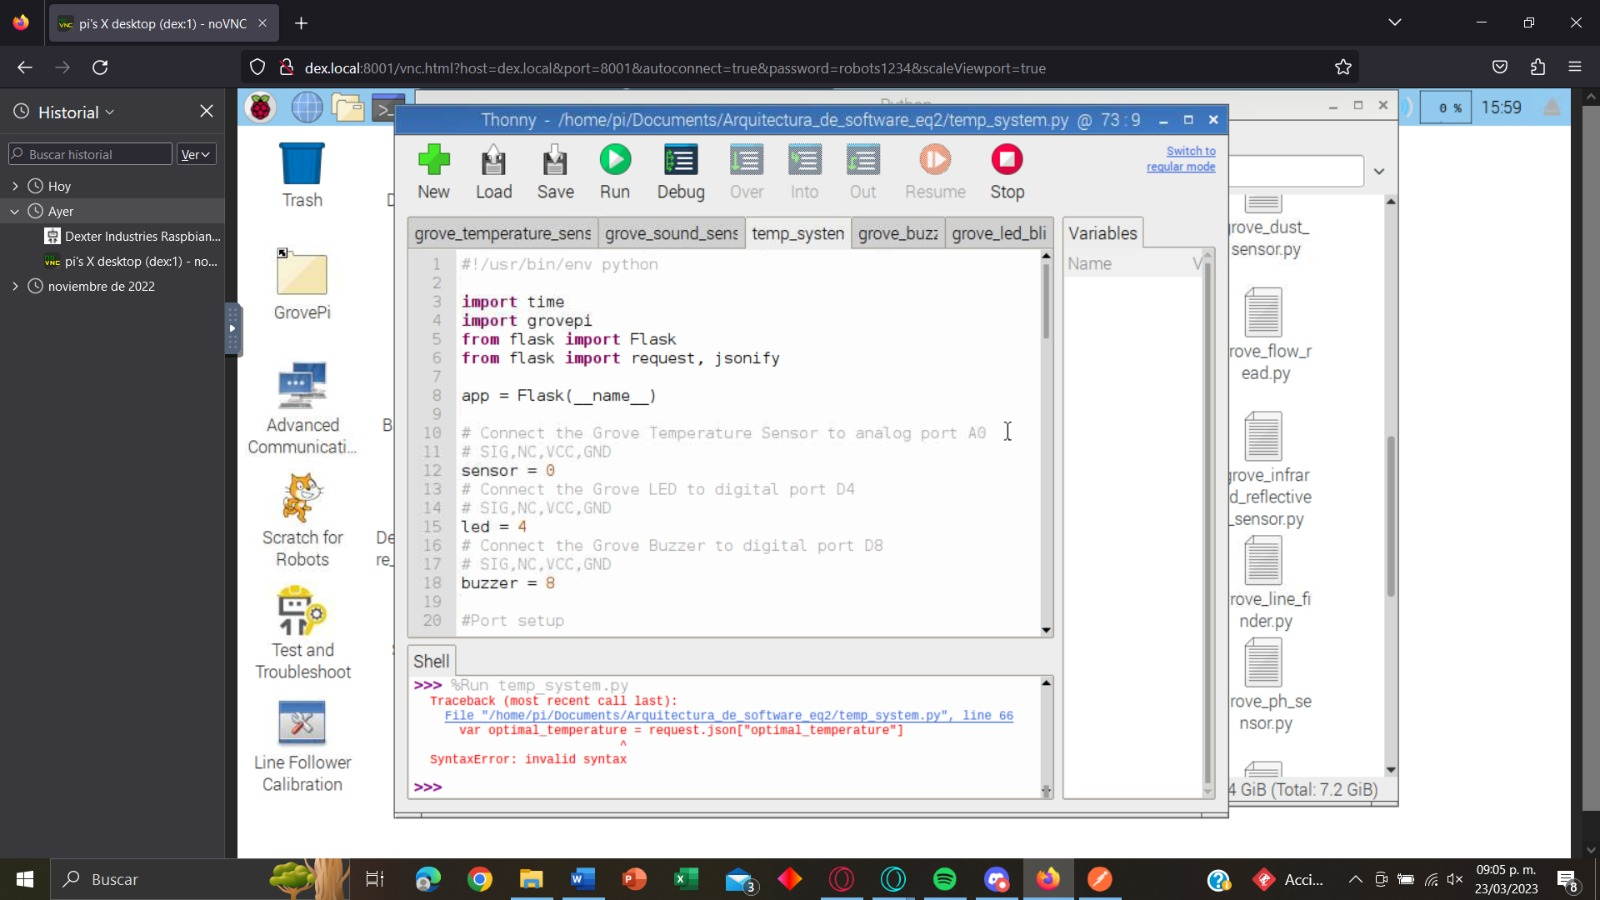 pi's X desktop (dex:1) - noVNC
dex.local:8001/vnc.html?host=dex.local&port=8001&autoconnect=true&password=robots1234&scaleViewport=true
Historial
Buscar historial
Ver
Hoy
Ayer
Dexter Industries Raspbian...
pi's X desktop (dex:1) - no...
noviembre de 2022
Trash
GrovePi
Advanced
Communicati...
Scratch for
Robots
Test and
Troubleshoot
Line Follower
Calibration
Python
0 %
15:59
Thonny - /home/pi/Documents/Arquitectura_de_software_eq2/temp_system.py @ 73:9
New
Load
Save
Run
Debug
Over
Into
Out
Resume
Stop
Switch to
regular mode
grove_temperature_sens
grove_sound_sens
temp_systen
grove_buzz
grove_led_bli
1 #!/usr/bin/env python
2
3 import time
4 import grovepi
5 from flask import Flask
6 from flask import request, jsonify
7
8 app = Flask(__name__)
9
10 # Connect the Grove Temperature Sensor to analog port A0
11 # SIG,NC,VCC,GND
12 sensor = 0
13 # Connect the Grove LED to digital port D4
14 # SIG,NC,VCC,GND
15 led = 4
16 # Connect the Grove Buzzer to digital port D8
17 # SIG,NC,VCC,GND
18 buzzer = 8
19
20 #Port setup
Variables
Name
V
Shell
>>> %Run temp_system.py
Traceback (most recent call last):
File "/home/pi/Documents/Arquitectura_de_software_eq2/temp_system.py", line 66
var optimal_temperature = request.json["optimal_temperature"]
^
SyntaxError: invalid syntax
>>>
grove_dust_
sensor.py
rove_flow_r
ead.py
grove_infrar
d_reflective
_sensor.py
rove_line_fi
nder.py
rove_ph_se
nsor.py
4 GiB (Total: 7.2 GiB)
Buscar
3
Acci...
09:05 p. m.
23/03/2023
8